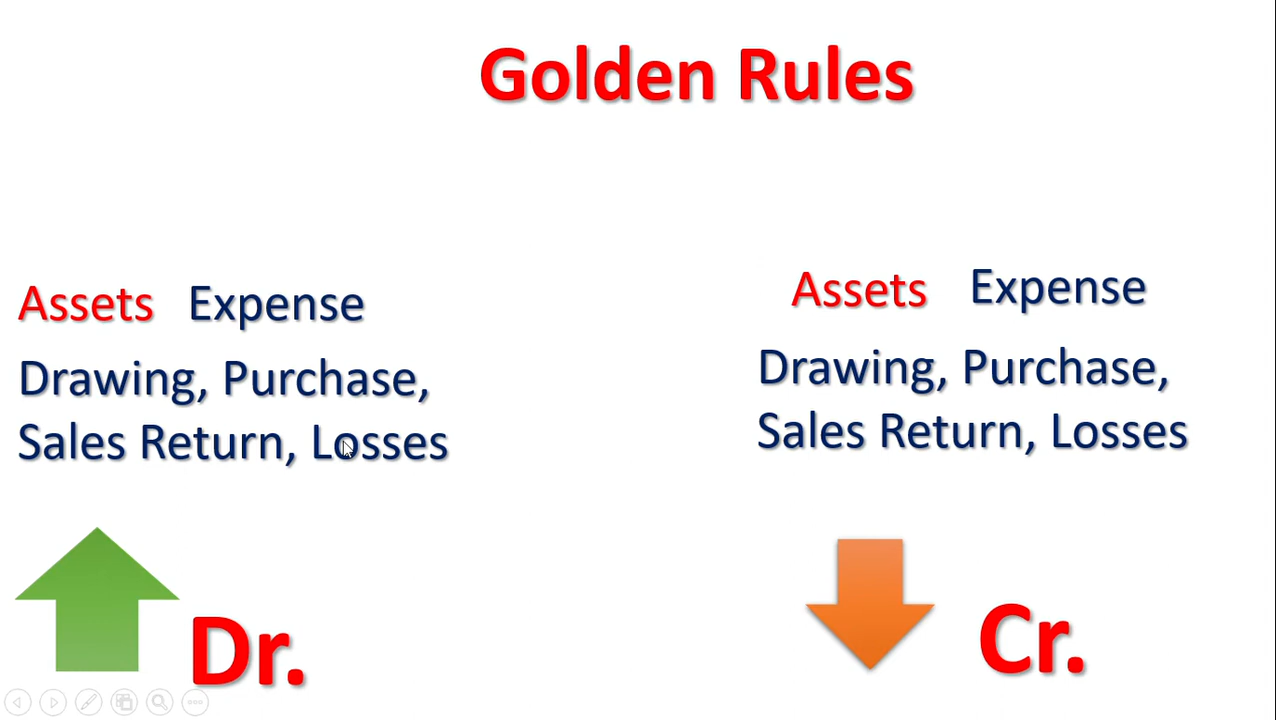 Golden Rules
Assets Expense
Drawing, Purchase,
Sales Return, Losses
Dr.
Assets Expense
Drawing, Purchase,
Sales Return, Losses
Cr.